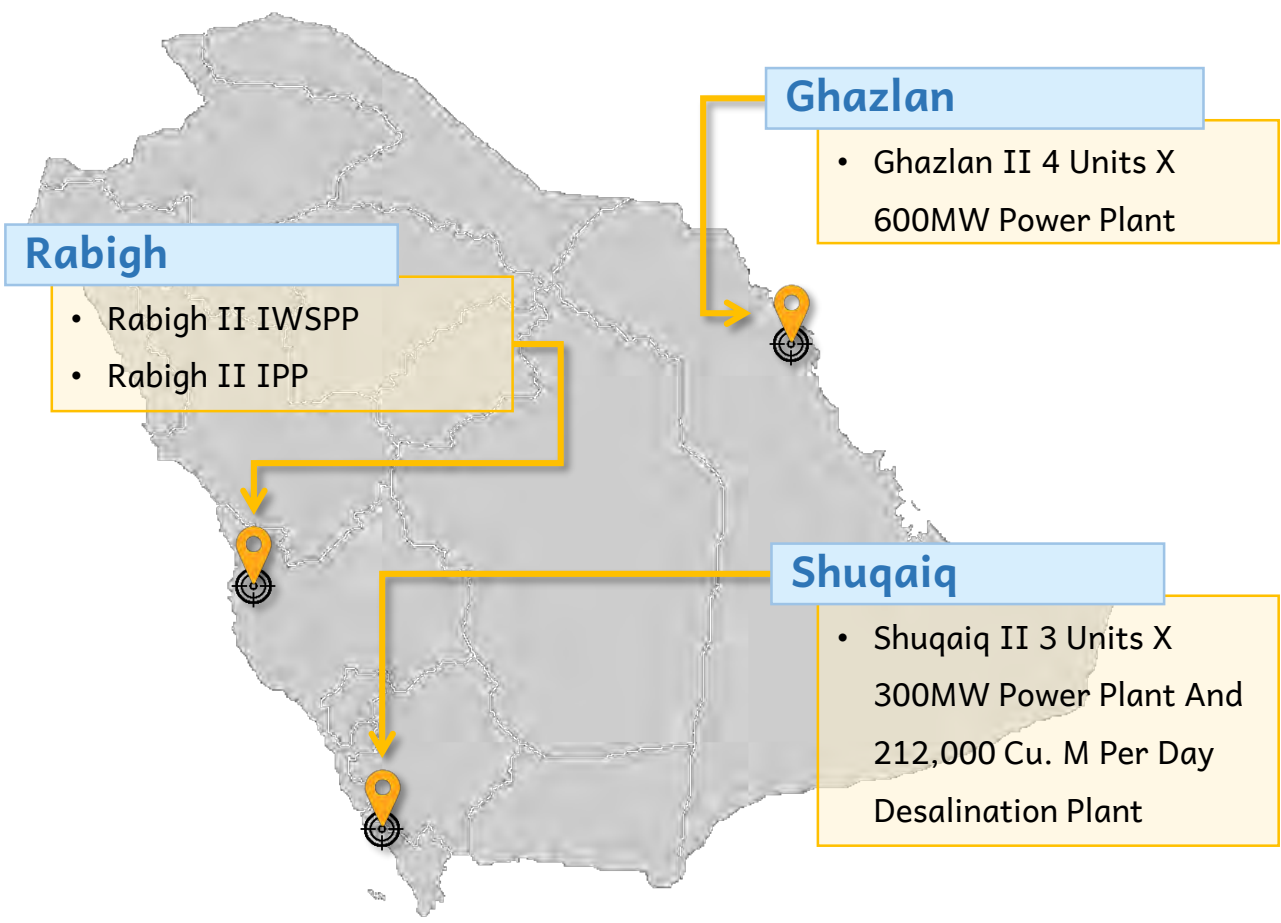 Ghazlan
• Ghazlan II 4 Units X
600MW Power Plant
Rabigh
• Rabigh II IWSPP
• Rabigh II IPP
Shuqaiq
• Shuqaiq II 3 Units X
300MW Power Plant And
212,000 Cu. M Per Day
Desalination Plant